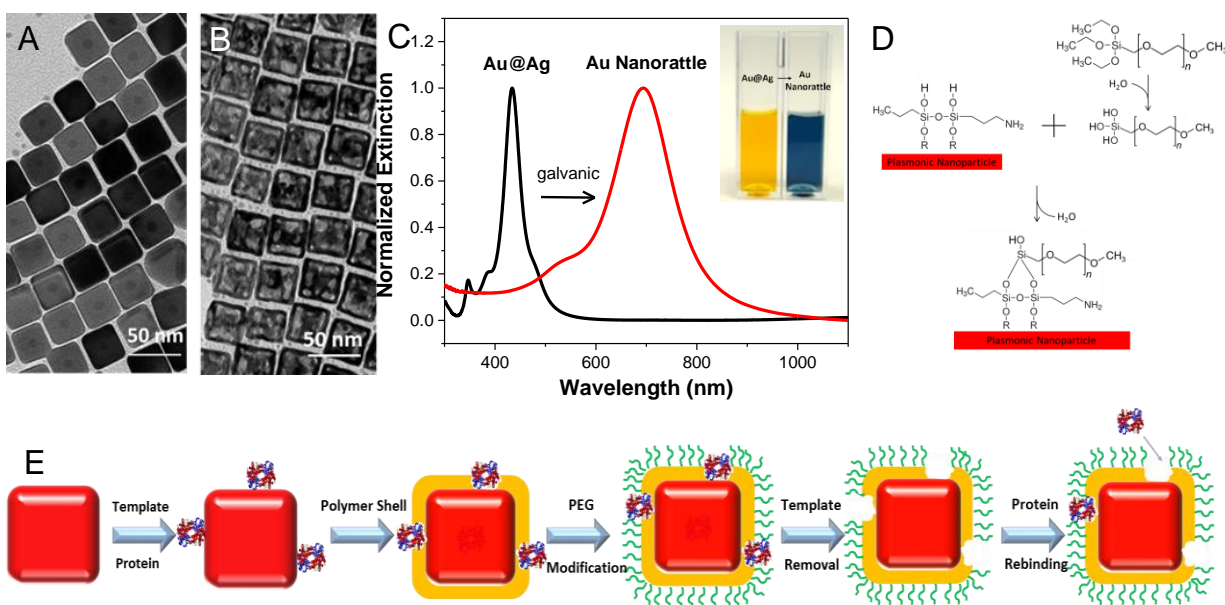 A
50 nm
B
50 nm
C
Normalized Extinction
1.2
1.0
0.8
0.6
0.4
0.2
0.0
Au@Ag
Au Nanorattle
galvanic
Au@Ag → Au
Nanorattle
400 600 800 1000
Wavelength (nm)
D
H₃C
H₃C
H₃C
O
O
O
Si
O
n
O
CH₃
H₂O
H H
O O
H₃C Si O Si NH₂
O O
R R
Plasmonic Nanoparticle
+
HO
HO Si
HO
O
n
O
CH₃
H₂O
HO
Si
O
n
O
CH₃
O O
H₃C Si O Si NH₂
O O
R R
Plasmonic Nanoparticle
E
Template
Protein
Polymer Shell
PEG
Modification
Template
Removal
Protein
Rebinding